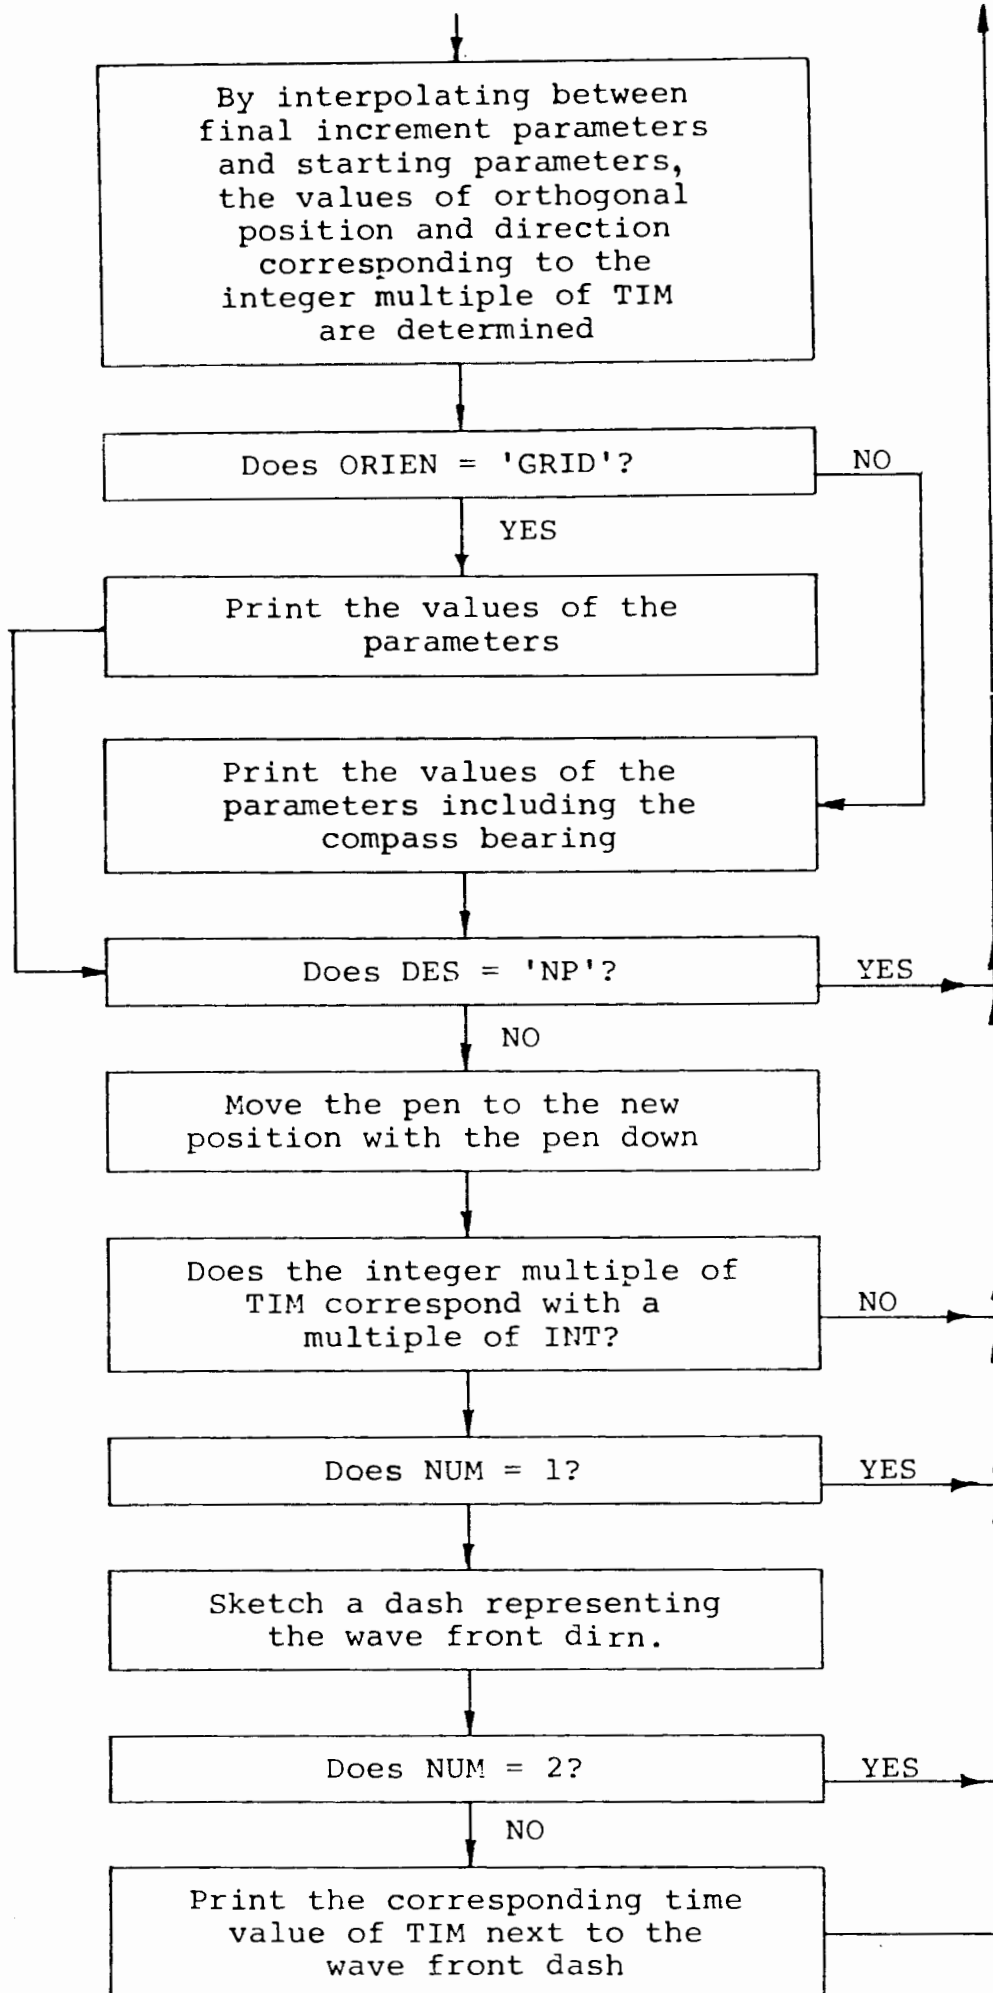 By interpolating between
final increment parameters
and starting parameters,
the values of orthogonal
position and direction
corresponding to the
integer multiple of TIM
are determined
Does ORIEN = 'GRID'?
NO
YES
Print the values of the
parameters
Print the values of the
parameters including the
compass bearing
Does DES = 'NP'?
YES
NO
Move the pen to the new
position with the pen down
Does the integer multiple of
TIM correspond with a
multiple of INT?
NO
Does NUM = 1?
YES
Sketch a dash representing
the wave front dirn.
Does NUM = 2?
YES
NO
Print the corresponding time
value of TIM next to the
wave front dash